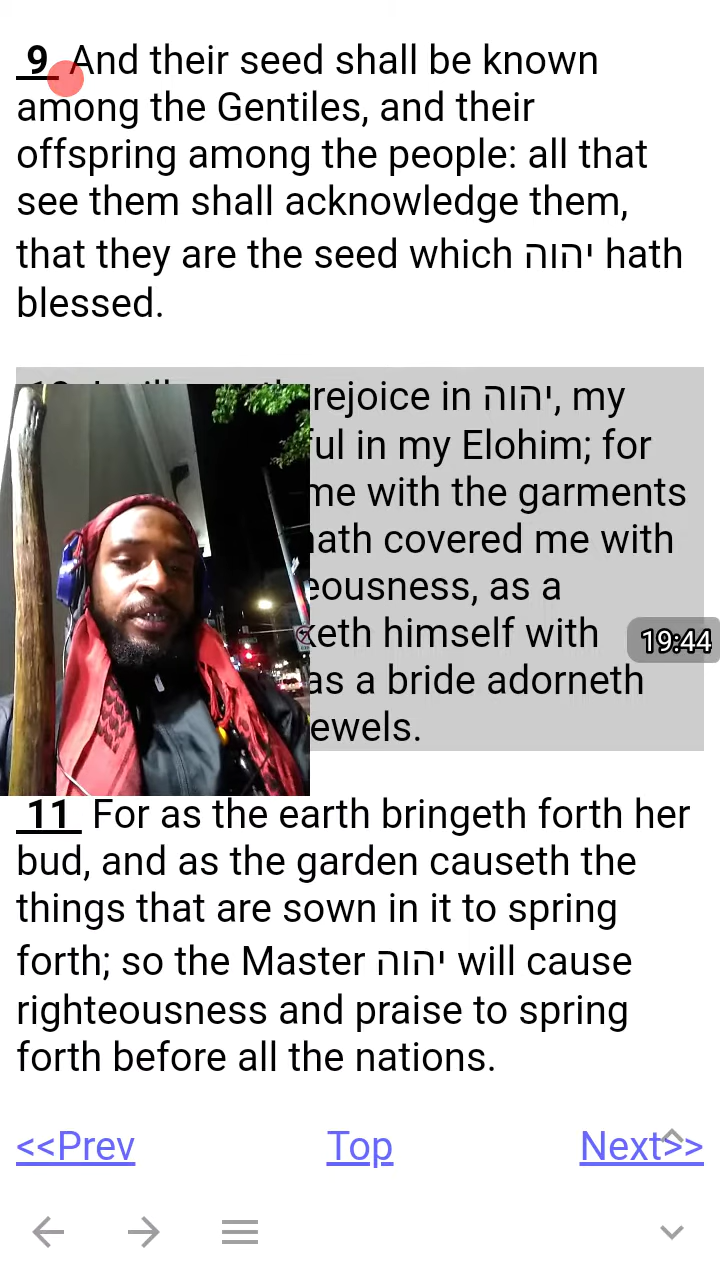 9 And their seed shall be known
among the Gentiles, and their
offspring among the people: all that
see them shall acknowledge them,
that they are the seed which יהוה hath
blessed.
rejoice in יהוה, my
ful in my Elohim; for
me with the garments
hath covered me with
eousness, as a
keth himself with
19:44
as a bride adorneth
ewels.
11 For as the earth bringeth forth her
bud, and as the garden causeth the
things that are sown in it to spring
forth; so the Master יהוה will cause
righteousness and praise to spring
forth before all the nations.
<<Prev Top Next>>